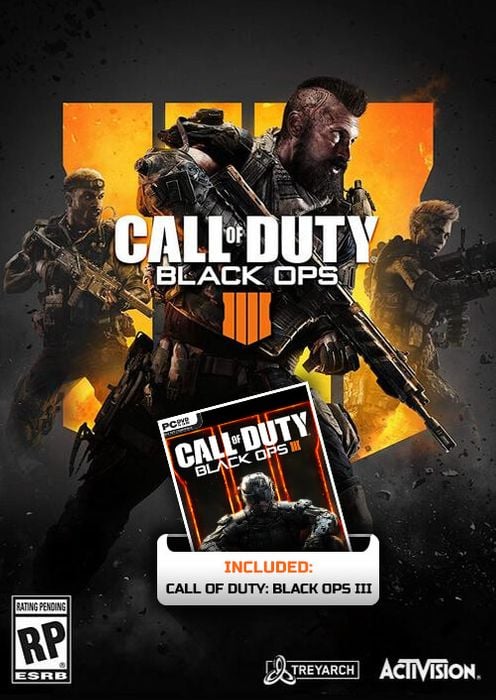 CALL OF DUTY®
BLACK OPS
IIII
PC DVD
CALL OF DUTY
BLACK OPS III
INCLUDED:
CALL OF DUTY: BLACK OPS III
RATING PENDING
RP
®
ESRB
TREYARCH
ACTIVISION.